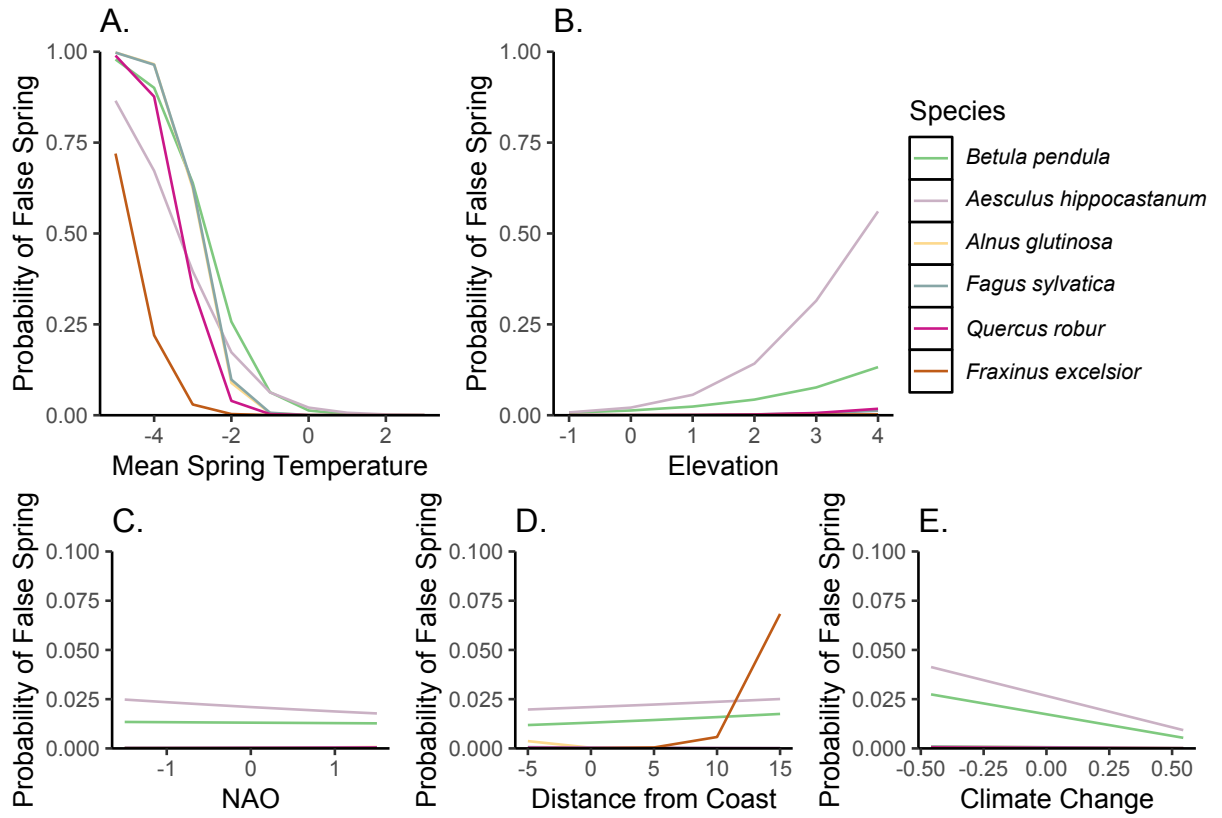 A.
Probability of False Spring
1.00
0.75
0.50
0.25
0.00
-4
-2
0
2
Mean Spring Temperature
B.
Probability of False Spring
1.00
0.75
0.50
0.25
0.00
-1
0
1
2
3
4
Elevation
Species
Betula pendula
Aesculus hippocastanum
Alnus glutinosa
Fagus sylvatica
Quercus robur
Fraxinus excelsior
C.
Probability of False Spring
0.100
0.075
0.050
0.025
0.000
-1
0
1
NAO
D.
Probability of False Spring
0.100
0.075
0.050
0.025
0.000
-5
0
5
10
15
Distance from Coast
E.
Probability of False Spring
0.100
0.075
0.050
0.025
0.000
-0.50
-0.25
0.00
0.25
0.50
Climate Change